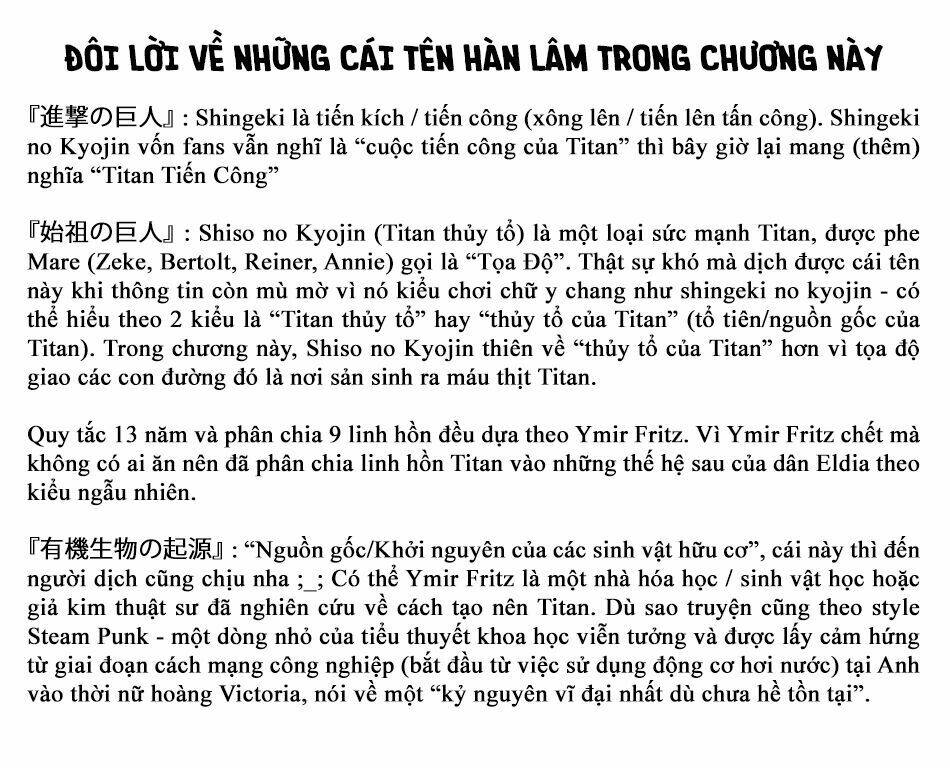 ĐÔI LỜI VỀ NHỮNG CÁI TÊN HÀN LÂM TRONG CHƯƠNG NÀY
『進撃の巨人』 : Shingeki là tiến kích / tiến công (xông lên / tiến lên tấn công). Shingeki
no Kyojin vốn fans vẫn nghĩ là “cuộc tiến công của Titan” thì bây giờ lại mang (thêm)
nghĩa “Titan Tiến Công”
『始祖の巨人』 : Shiso no Kyojin (Titan thủy tổ) là một loại sức mạnh Titan, được phe
Mare (Zeke, Bertolt, Reiner, Annie) gọi là “Tọa Độ”. Thật sự khó mà dịch được cái tên
này khi thông tin còn mù mờ vì nó kiểu chơi chữ y chang như shingeki no kyojin - có
thể hiểu theo 2 kiểu là “Titan thủy tổ” hay “thủy tổ của Titan” (tổ tiên/nguồn gốc của
Titan). Trong chương này, Shiso no Kyojin thiên về “thủy tổ của Titan” hơn vì tọa độ
giao các con đường đó là nơi sản sinh ra máu thịt Titan.
Quy tắc 13 năm và phân chia 9 linh hồn đều dựa theo Ymir Fritz. Vì Ymir Fritz chết mà
không có ai ăn nên đã phân chia linh hồn Titan vào những thế hệ sau của dân Eldia theo
kiểu ngẫu nhiên.
『有機生物の起源』 : “Nguồn gốc/Khởi nguyên của các sinh vật hữu cơ”, cái này thì đến
người dịch cũng chịu nha ;_; Có thể Ymir Fritz là một nhà hóa học / sinh vật học hoặc
giả kim thuật sư đã nghiên cứu về cách tạo nên Titan. Dù sao truyện cũng theo style
Steam Punk - một dòng nhỏ của tiểu thuyết khoa học viễn tưởng và được lấy cảm hứng
từ giai đoạn cách mạng công nghiệp (bắt đầu từ việc sử dụng động cơ hơi nước) tại Anh
vào thời nữ hoàng Victoria, nói về một “kỷ nguyên vĩ đại nhất dù chưa hề tồn tại”.